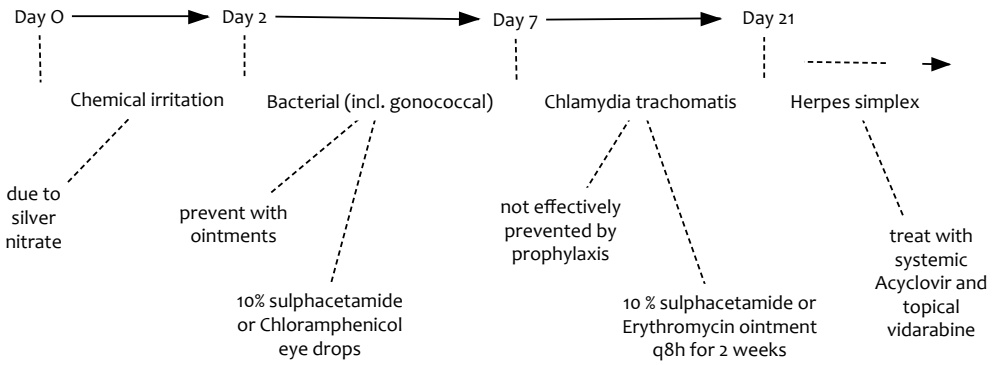 Day O
Day 2
Day 7
Day 21
Chemical irritation
Bacterial (incl. gonococcal)
Chlamydia trachomatis
Herpes simplex
due to
silver
nitrate
prevent with
ointments
10% sulphacetamide
or Chloramphenicol
eye drops
not effectively
prevented by
prophylaxis
10 % sulphacetamide or
Erythromycin ointment
q8h for 2 weeks
treat with
systemic
Acyclovir and
topical
vidarabine